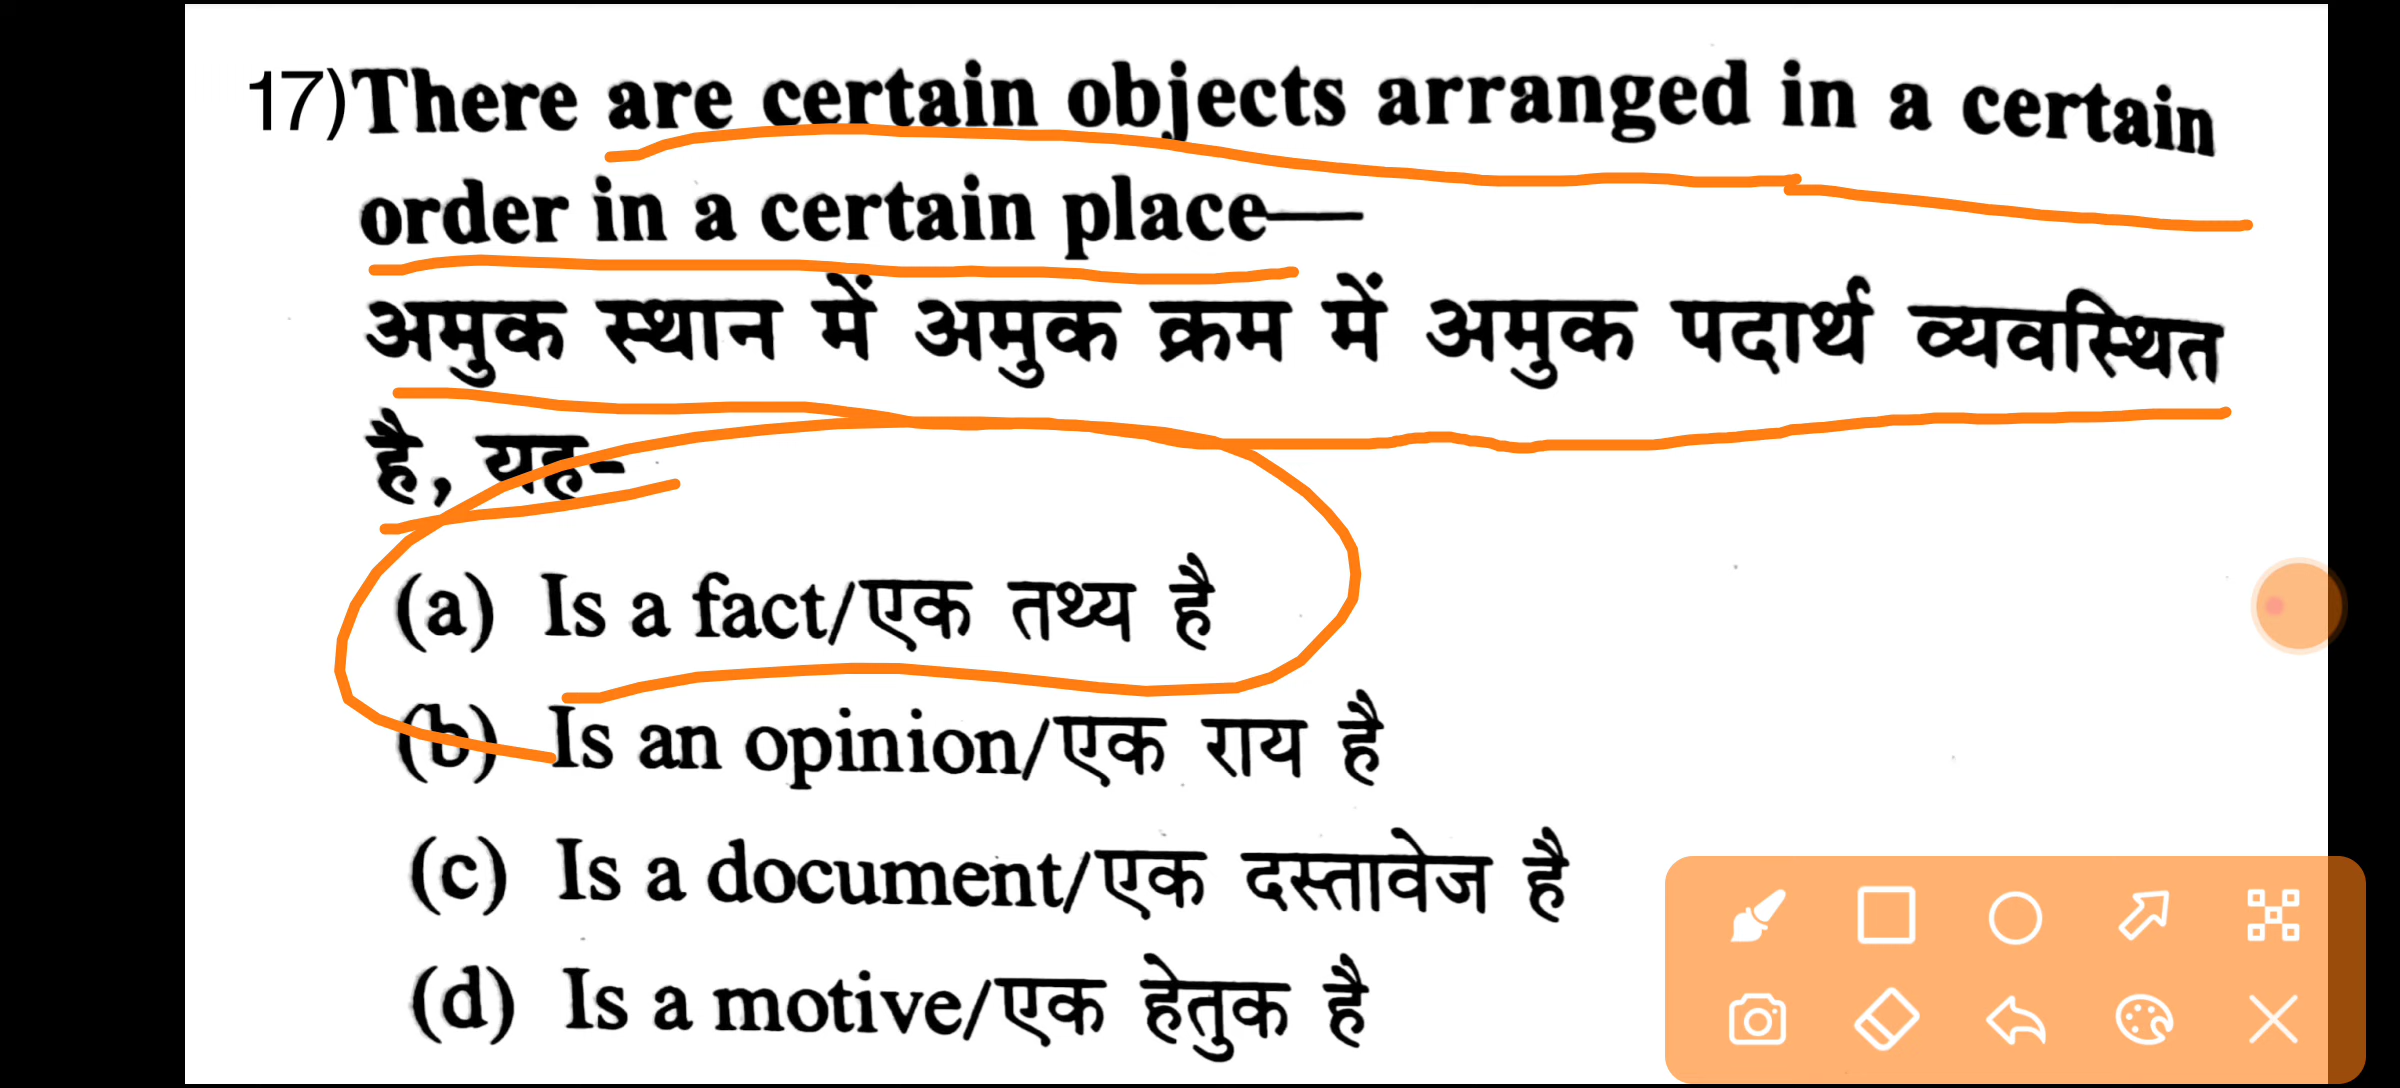 17)There are certain objects arranged in a certain
order in a certain place—
अमुक स्थान में अमुक क्रम में अमुक पदार्थ व्यवस्थित
है, यह-
(a) Is a fact/एक तथ्य है
(b) Is an opinion/एक राय है
(c) Is a document/एक दस्तावेज है
(d) Is a motive/एक हेतुक है